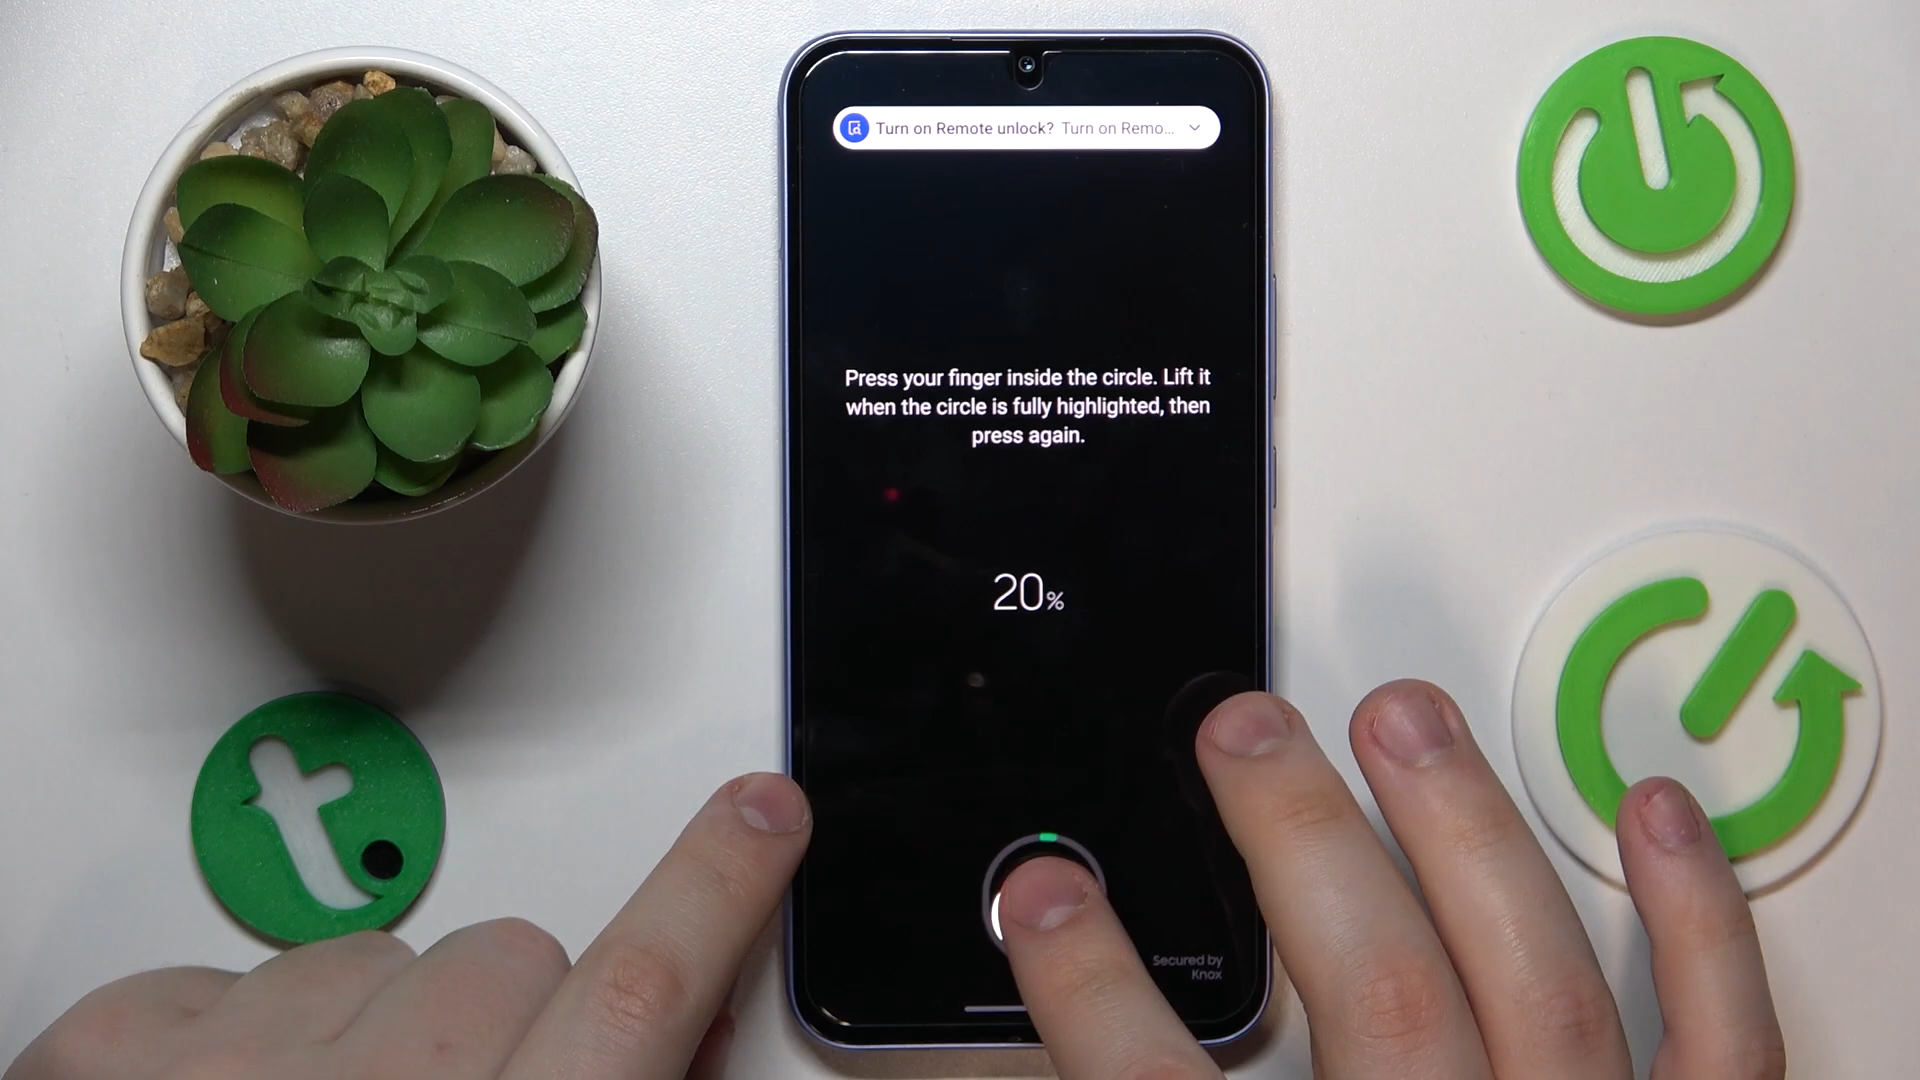 Turn on Remote unlock? Turn on Remo...
Press your finger inside the circle. Lift it
when the circle is fully highlighted, then
press again.
20%
Secured by
Knox
t.